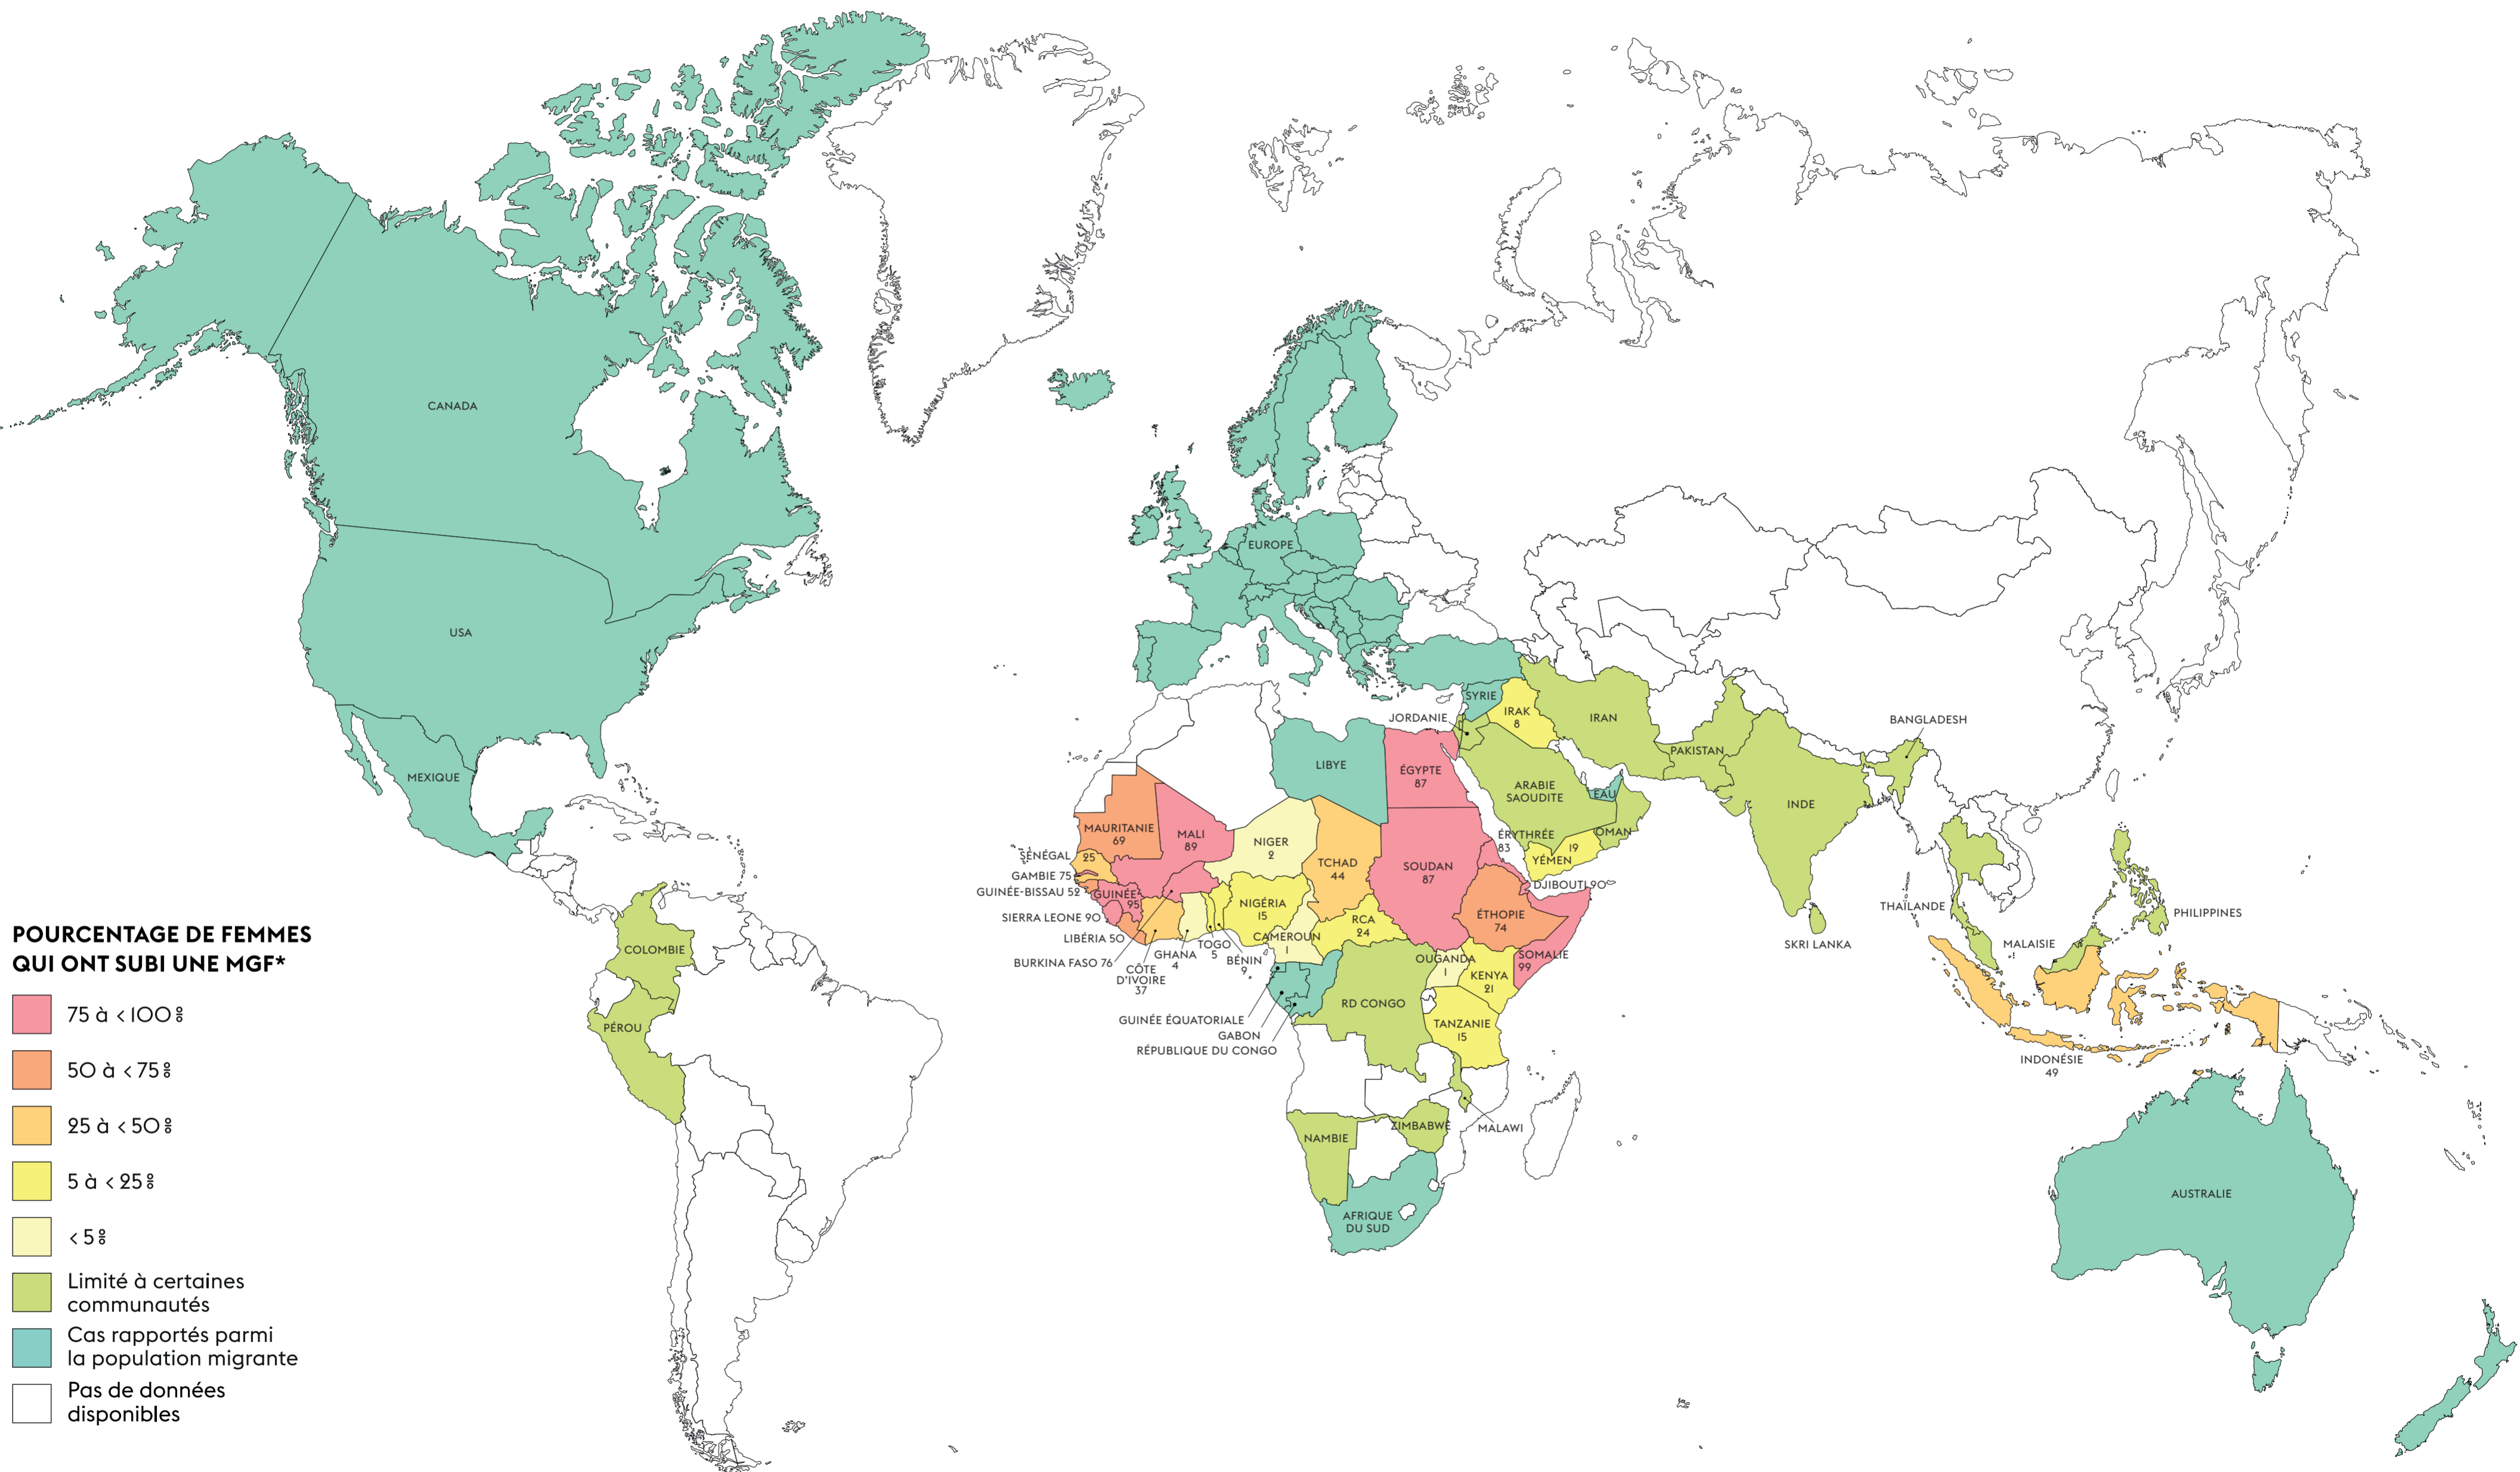 CANADA
USA
MEXIQUE
COLOMBIE
PÉROU
EUROPE
SYRIE
JORDANIE
IRAK
8
IRAN
BANGLADESH
PAKISTAN
LIBYE
ÉGYPTE
87
ARABIE
SAOUDITE
EAU
INDE
MAURITANIE
69
MALI
89
NIGER
2
TCHAD
44
SOUDAN
87
ÉRYTHRÉE
83
OMAN
19
YÉMEN
SÉNÉGAL
25
GAMBIE 75
GUINÉE-BISSAU 52
GUINÉE
95
SIERRA LEONE 90
LIBÉRIA 50
BURKINA FASO 76
CÔTE
D'IVOIRE
37
GHANA
4
TOGO
5
BÉNIN
9
NIGÉRIA
15
CAMEROUN
1
RCA
24
DJIBOUTI 90
ÉTHOPIE
74
SOMALIE
99
OUGANDA
1
KENYA
21
RD CONGO
TANZANIE
15
GUINÉE ÉQUATORIALE
GABON
RÉPUBLIQUE DU CONGO
NAMBIE
ZIMBABWE
MALAWI
AFRIQUE
DU SUD
THAÏLANDE
SKRI LANKA
MALAISIE
PHILIPPINES
INDONÉSIE
49
AUSTRALIE
POURCENTAGE DE FEMMES
QUI ONT SUBI UNE MGF*
75 à <100%
50 à <75%
25 à <50%
5 à <25%
<5%
Limité à certaines
communautés
Cas rapportés parmi
la population migrante
Pas de données
disponibles